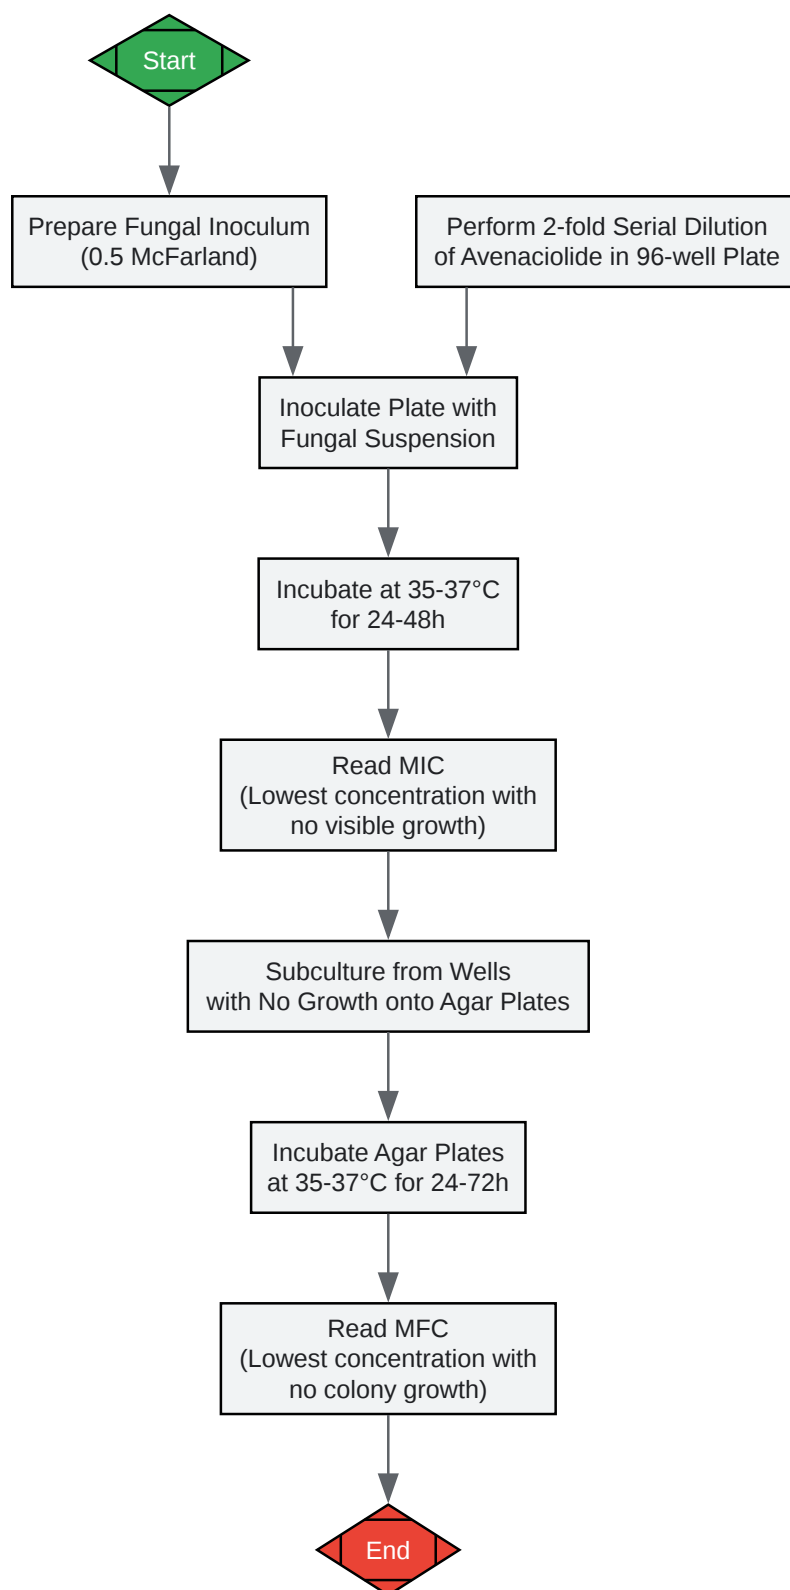 Start
Prepare Fungal Inoculum
(0.5 McFarland)
Perform 2-fold Serial Dilution
of Avenaciolide in 96-well Plate
Inoculate Plate with
Fungal Suspension
Incubate at 35-37°C
for 24-48h
Read MIC
(Lowest concentration with
no visible growth)
Subculture from Wells
with No Growth onto Agar Plates
Incubate Agar Plates
at 35-37°C for 24-72h
Read MFC
(Lowest concentration with
no colony growth)
End